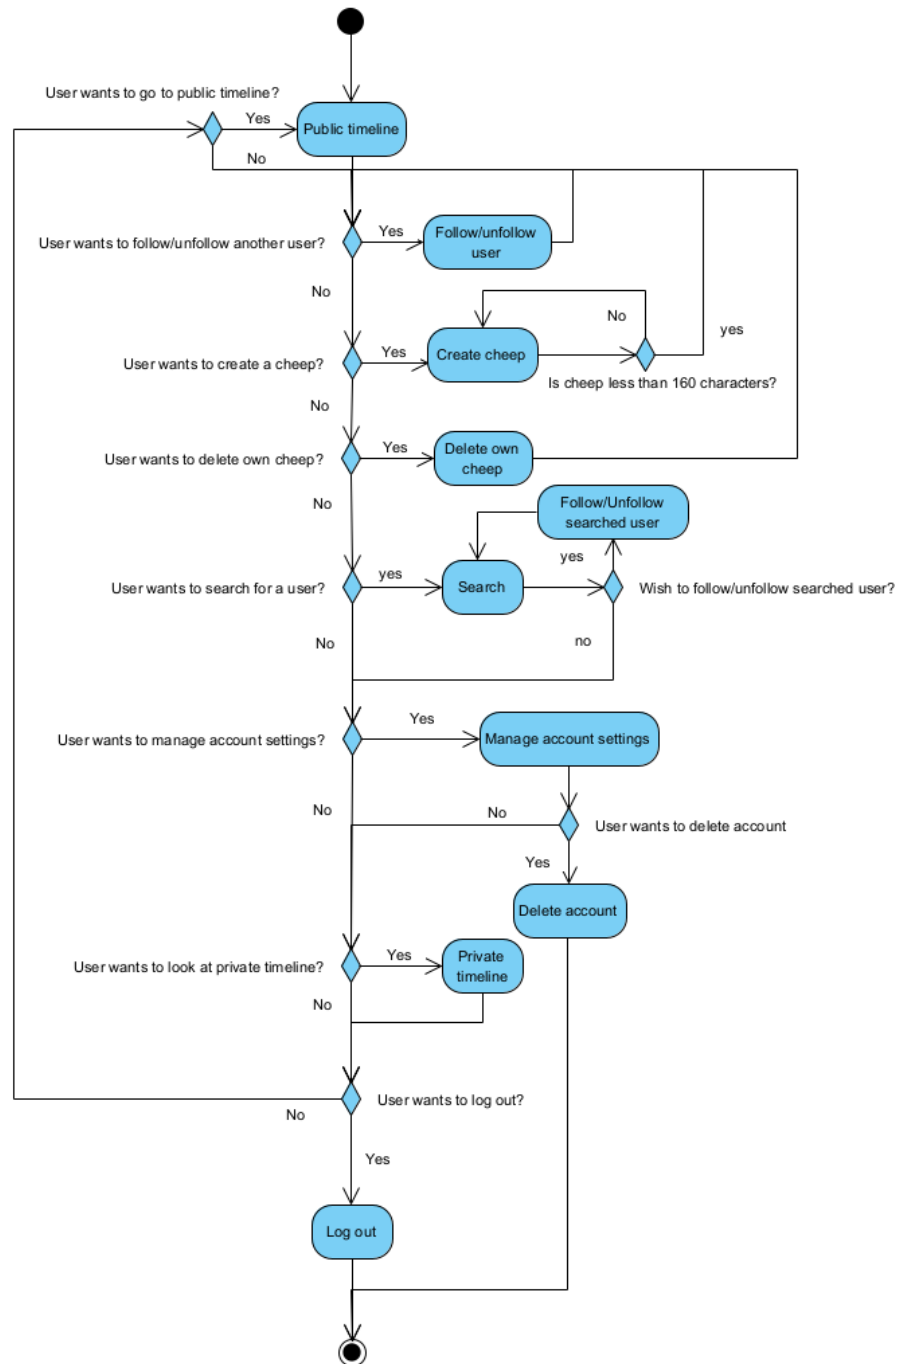 User wants to go to public timeline?
Yes
Public timeline
No
User wants to follow/unfollow another user?
Yes
Follow/unfollow
user
No
No
yes
User wants to create a cheep?
Yes
Create cheep
Is cheep less than 160 characters?
No
User wants to delete own cheep?
Yes
Delete own
cheep
No
Follow/Unfollow
searched user
yes
User wants to search for a user?
yes
Search
Wish to follow/unfollow searched user?
No
no
Yes
User wants to manage account settings?
Manage account settings
No
No
User wants to delete account
Yes
Delete account
User wants to look at private timeline?
Yes
Private
timeline
No
User wants to log out?
No
Yes
Log out